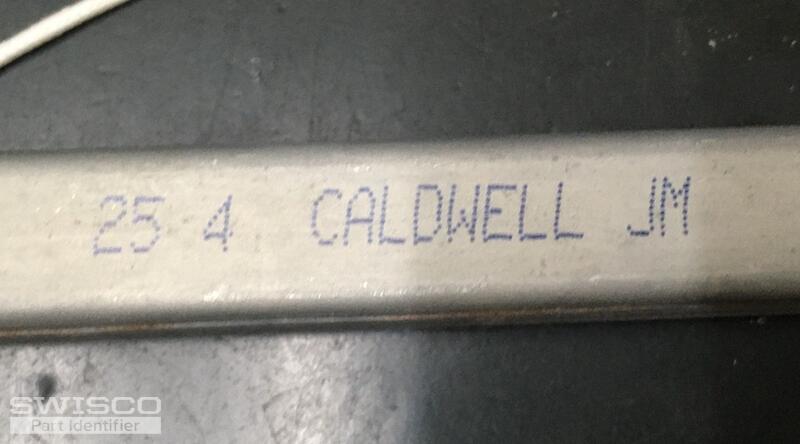 25 4 CALDWELL JM
SWISCO
Part Identifier